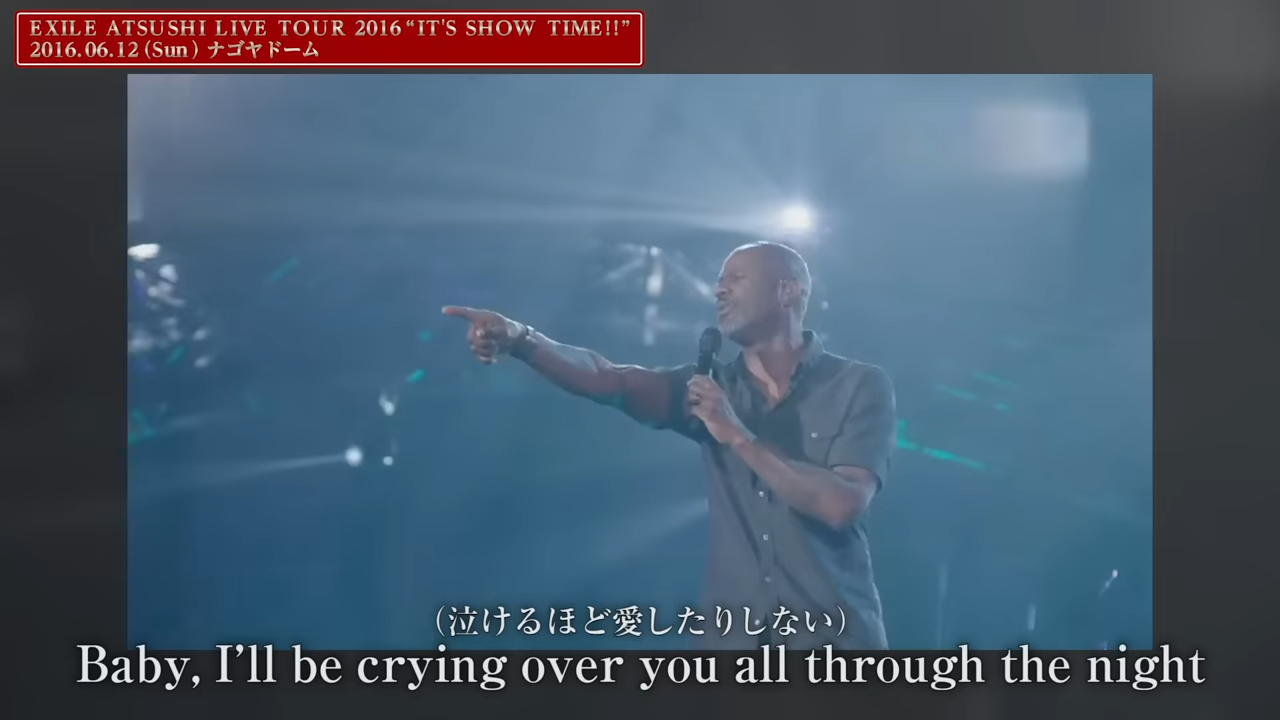 EXILE ATSUSHI LIVE TOUR 2016 “IT'S SHOW TIME!!”
2016.06.12 (Sun) ナゴヤドーム
(泣けるほど愛したりしない)
Baby, I’ll be crying over you all through the night